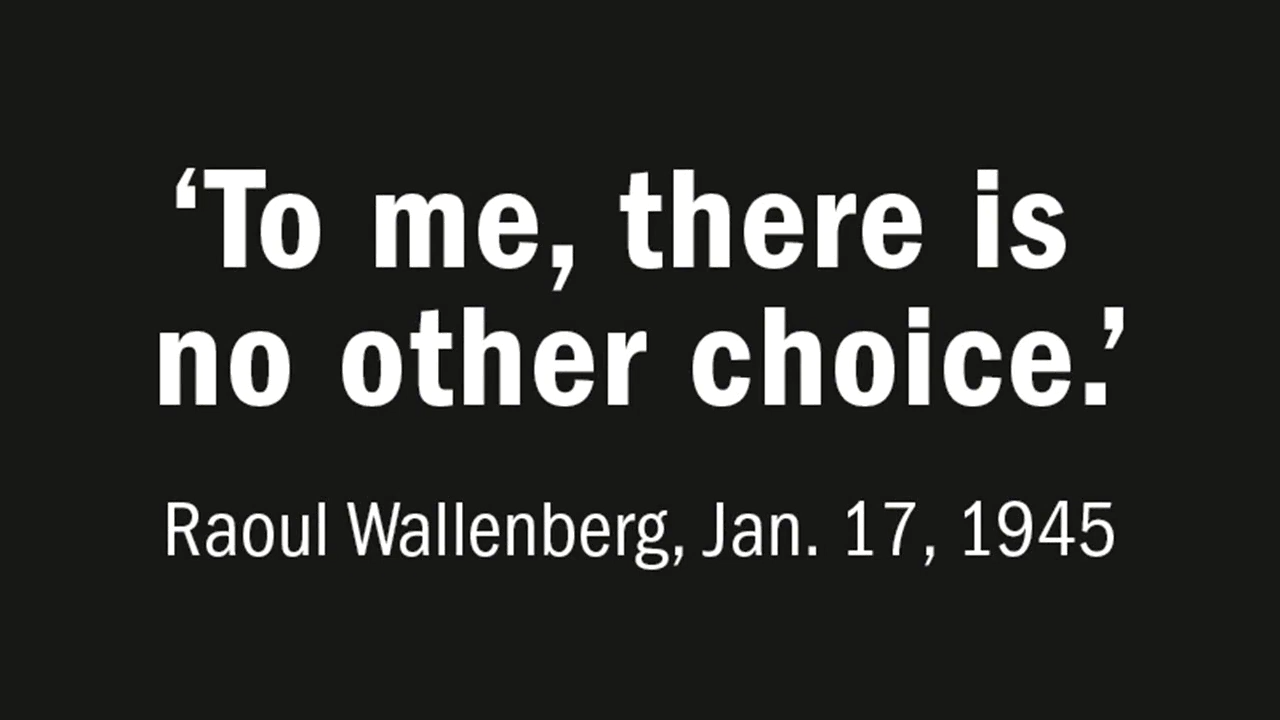 ‘To me, there is
no other choice.’
Raoul Wallenberg, Jan. 17, 1945